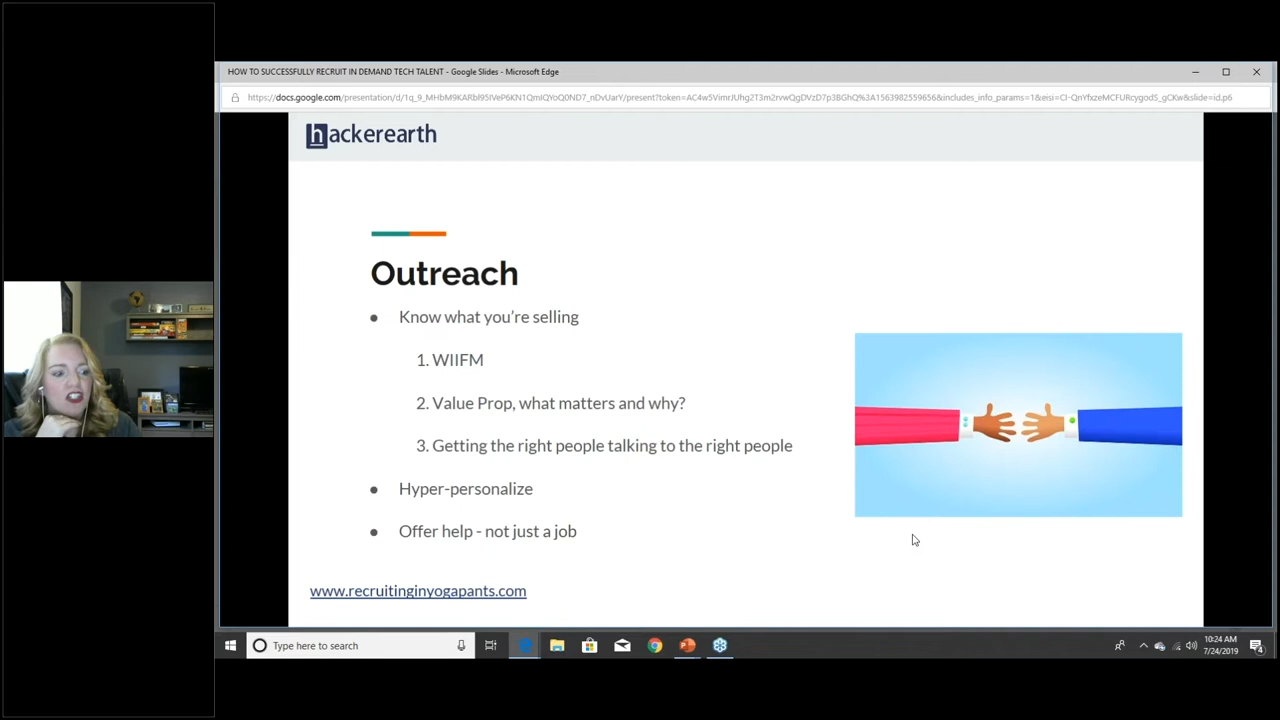 HOW TO SUCCESSFULLY RECRUIT IN DEMAND TECH TALENT - Google Slides - Microsoft Edge
hackerearth
Outreach
• Know what you're selling
1. WIIFM
2. Value Prop, what matters and why?
3. Getting the right people talking to the right people
• Hyper-personalize
• Offer help - not just a job
www.recruitinginyogapants.com
Type here to search
10:24 AM
7/24/2019
4